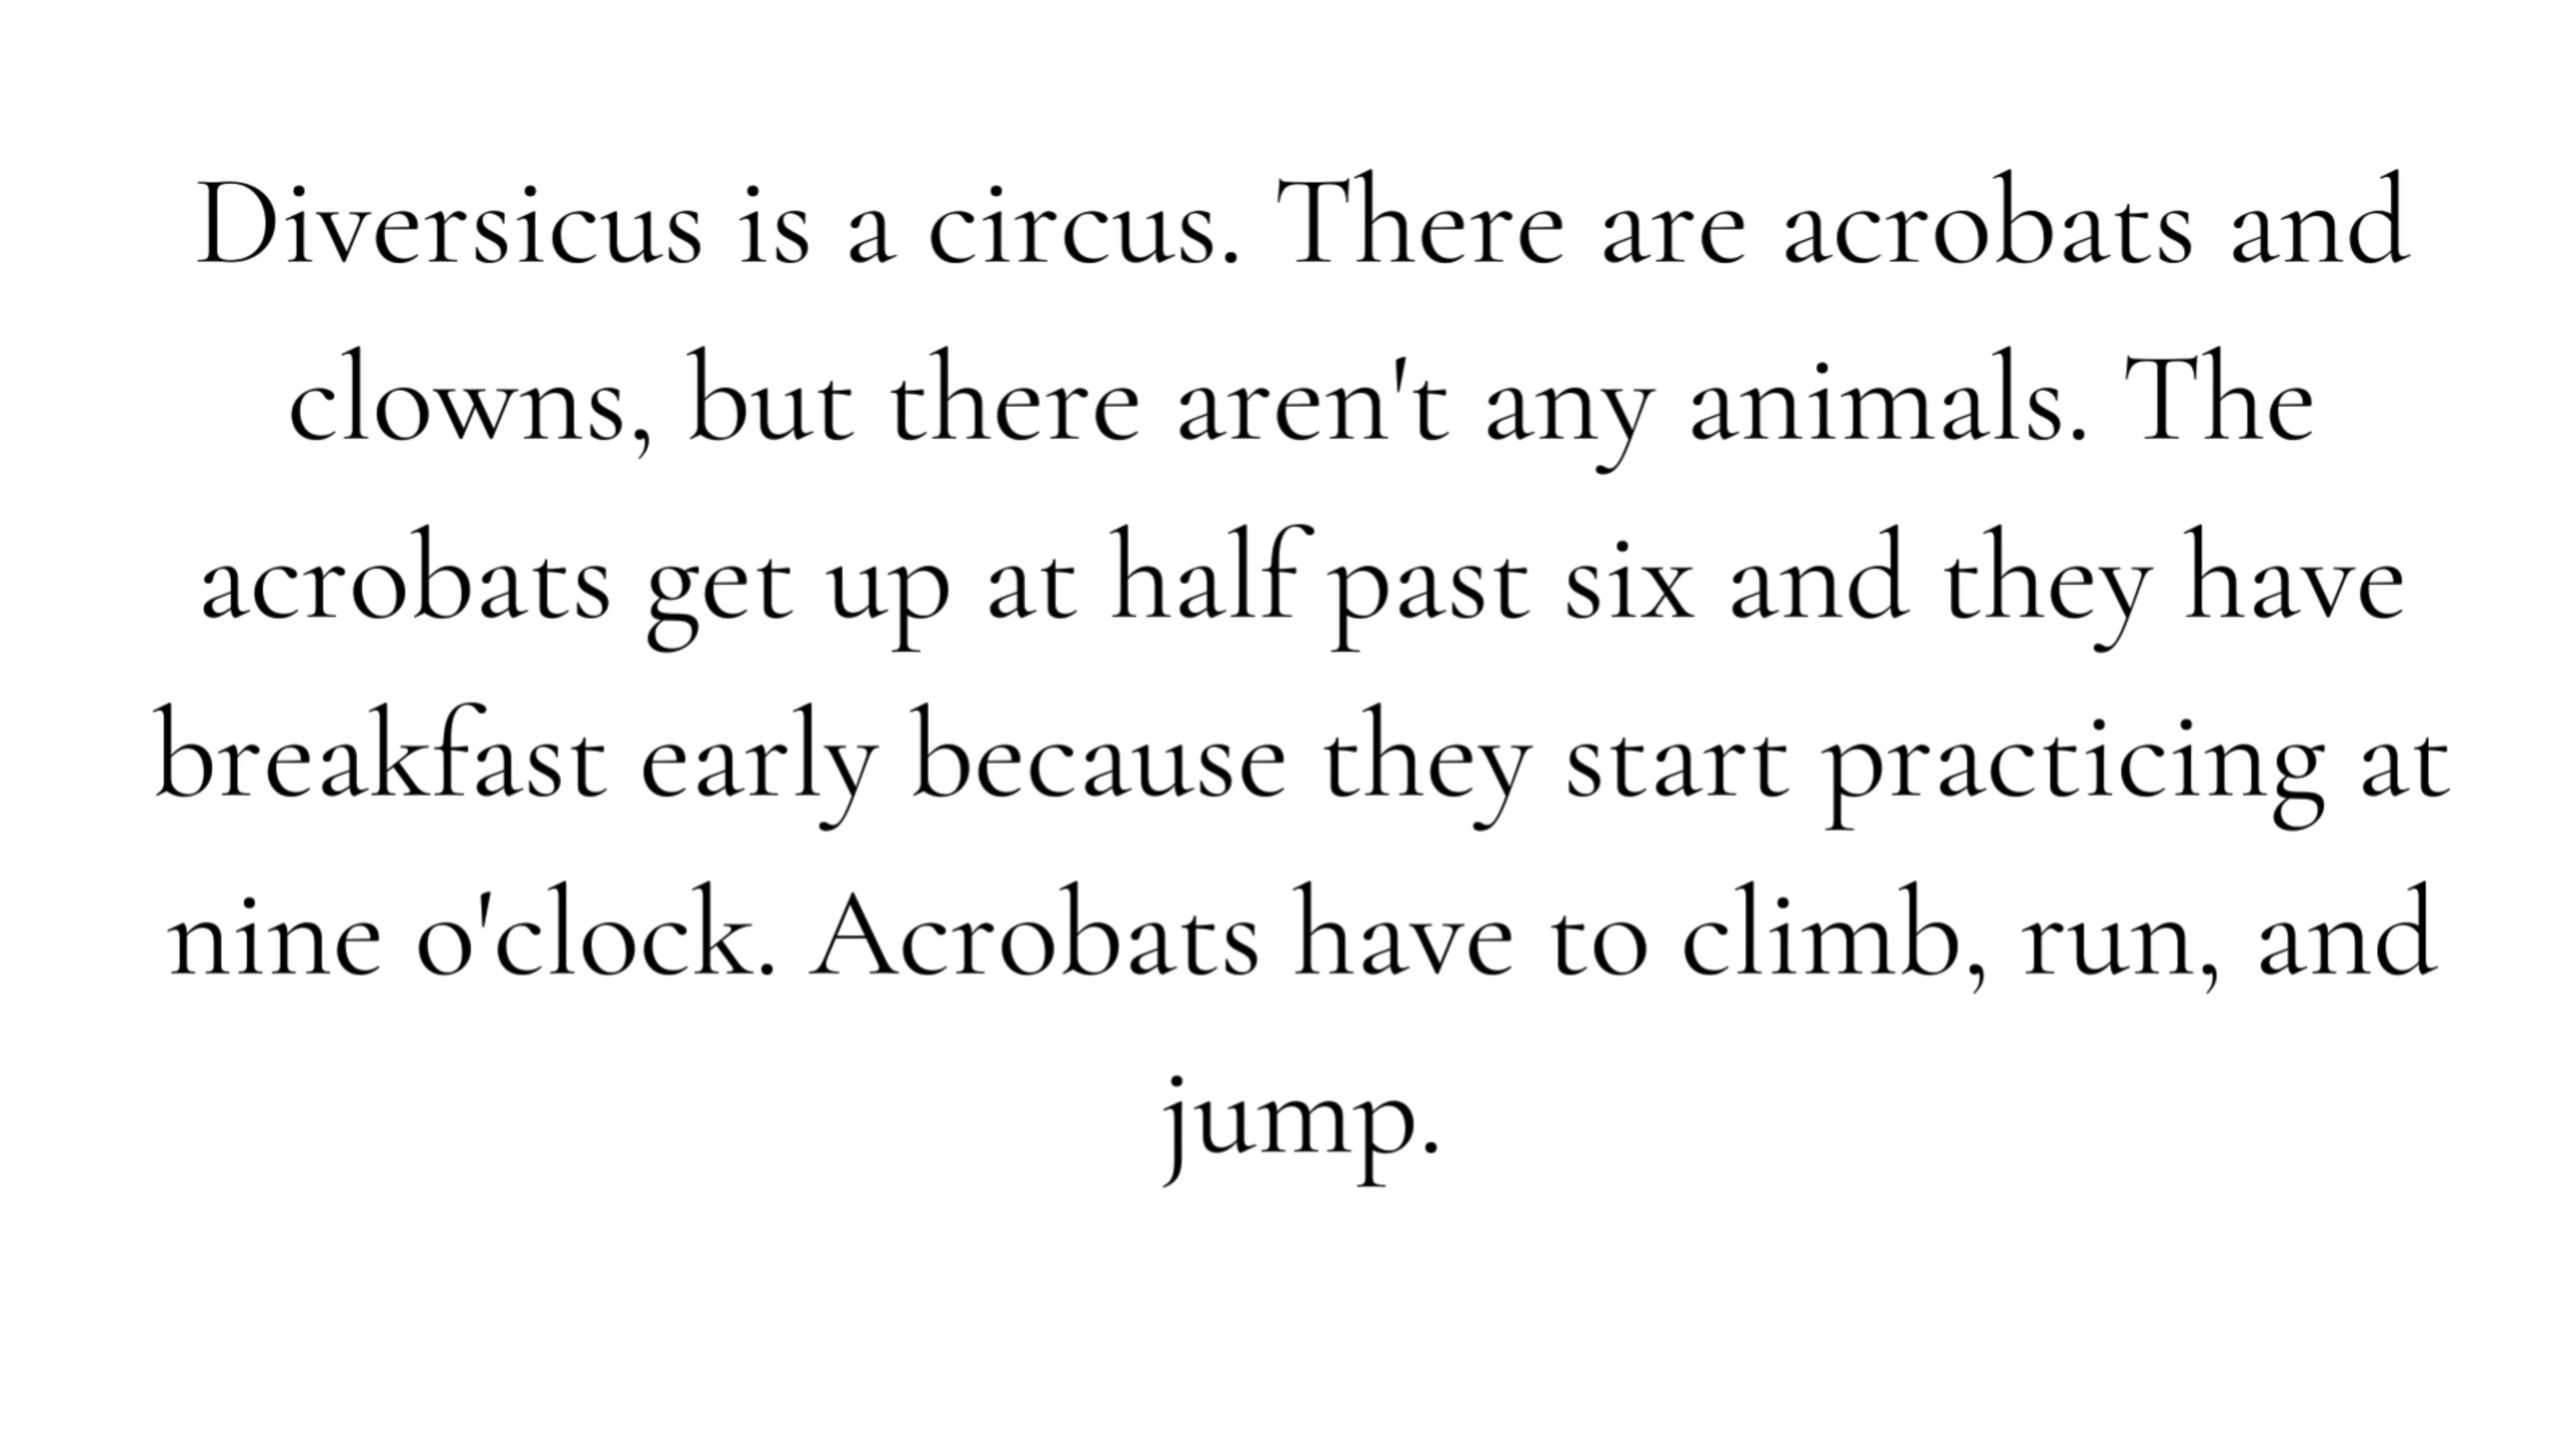 Diversicus is a circus. There are acrobats and
clowns, but there aren't any animals. The
acrobats get up at half past six and they have
breakfast early because they start practicing at
nine o'clock. Acrobats have to climb, run, and
jump.